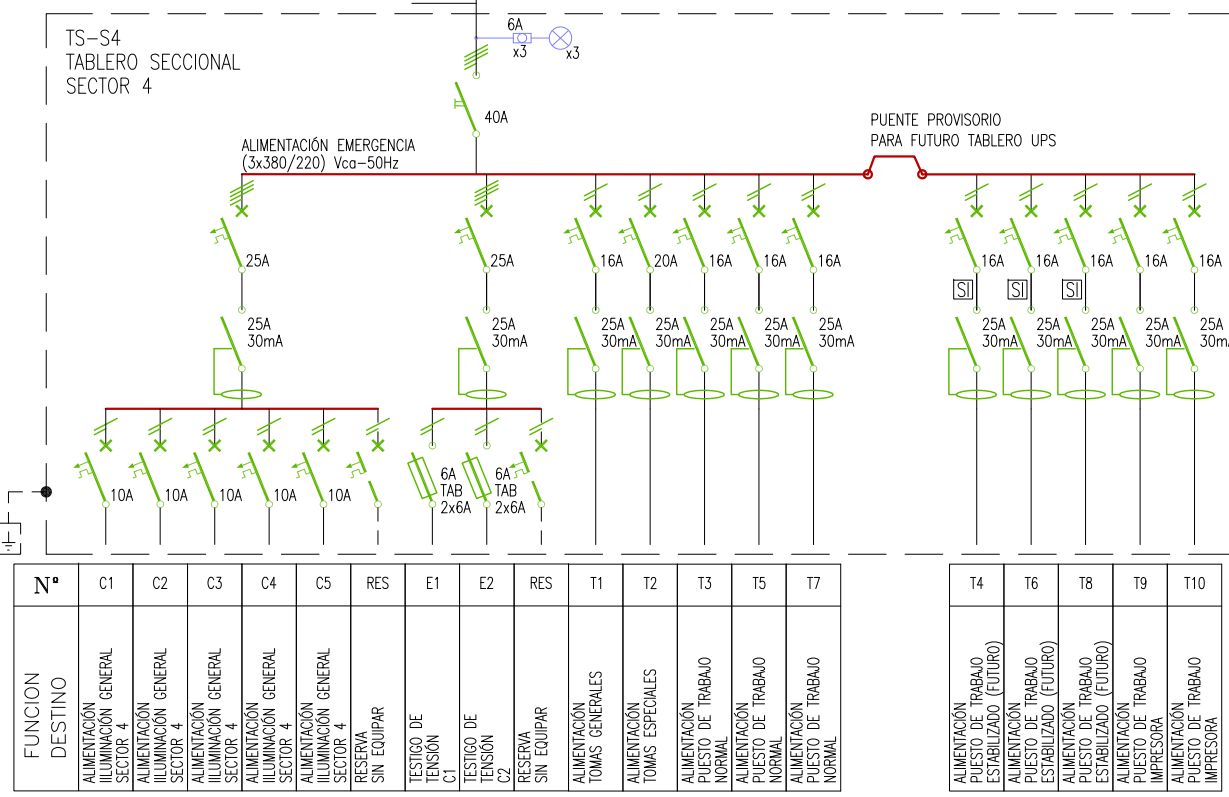 TS-S4
TABLERO SECCIONAL
SECTOR 4
6A
x3
x3
40A
ALIMENTACIÓN EMERGENCIA
(3x380/220) Vca-50Hz
PUENTE PROVISORIO
PARA FUTURO TABLERO UPS
25A
25A
16A
20A
16A
16A
16A
16A
16A
16A
16A
16A
SI
SI
SI
25A
30mA
25A
30mA
25A
30mA
25A
30mA
25A
30mA
25A
30mA
25A
30mA
25A
30mA
25A
30mA
25A
30mA
25A
30mA
25A
30m
10A
10A
10A
10A
10A
6A
TAB
2x6A
6A
TAB
2x6A
Nº
C1
C2
C3
C4
C5
RES
E1
E2
RES
T1
T2
T3
T5
T7
T4
T6
T8
T9
T10
FUNCION
DESTINO
ALIMENTACIÓN
IILUMINACIÓN GENERAL
SECTOR 4
ALIMENTACIÓN
IILUMINACIÓN GENERAL
SECTOR 4
ALIMENTACIÓN
IILUMINACIÓN GENERAL
SECTOR 4
ALIMENTACIÓN
IILUMINACIÓN GENERAL
SECTOR 4
ALIMENTACIÓN
IILUMINACIÓN GENERAL
SECTOR 4
RESERVA
SIN EQUIPAR
TESTIGO DE
TENSIÓN
C1
TESTIGO DE
TENSIÓN
C2
RESERVA
SIN EQUIPAR
ALIMENTACIÓN
TOMAS GENERALES
ALIMENTACIÓN
TOMAS ESPECIALES
ALIMENTACIÓN
PUESTO DE TRABAJO
NORMAL
ALIMENTACIÓN
PUESTO DE TRABAJO
NORMAL
ALIMENTACIÓN
PUESTO DE TRABAJO
NORMAL
ALIMENTACIÓN
PUESTO DE TRABAJO
ESTABILIZADO (FUTURO)
ALIMENTACIÓN
PUESTO DE TRABAJO
ESTABILIZADO (FUTURO)
ALIMENTACIÓN
PUESTO DE TRABAJO
ESTABILIZADO (FUTURO)
ALIMENTACIÓN
PUESTO DE TRABAJO
IMPRESORA
ALIMENTACIÓN
PUESTO DE TRABAJO
IMPRESORA